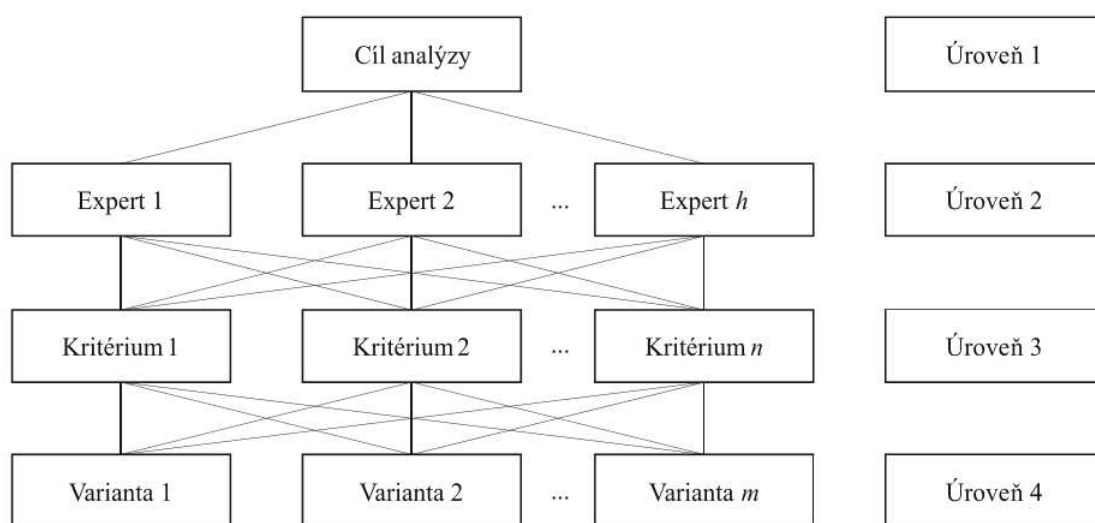 Cíl analýzy Úroveň 1
Expert 1 Expert 2 ... Expert h Úroveň 2
Kritérium 1 Kritérium 2 ... Kritérium n Úroveň 3
Varianta 1 Varianta 2 ... Varianta m Úroveň 4